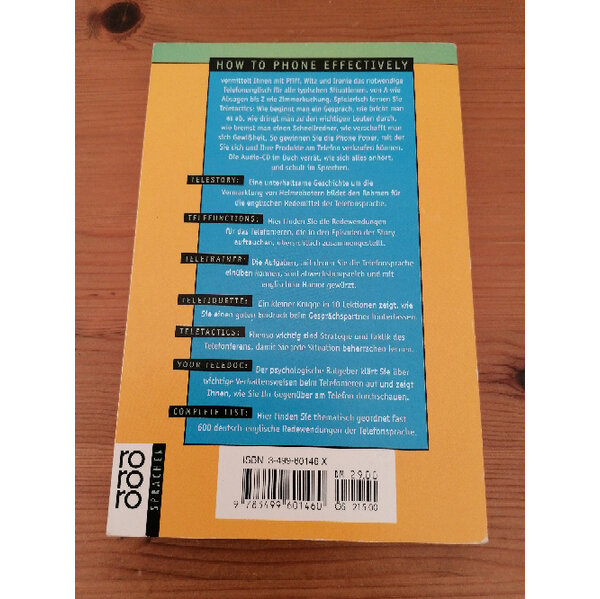 HOW TO PHONE EFFECTIVELY
vermittelt Ihnen mit Pfiff, Witz und Ironie das notwendige
Telefonenglisch für alle typischen Situationen, von A wie
Absagen bis Z wie Zimmerbuchung. Spielerisch lernen Sie
Teletactics: Wie beginnt man ein Gespräch, wie bricht man
es ab, wie dringt man zu den wichtigen Leuten durch,
wie bremst man einen Schnellredner, wie verschafft man
sich Gewißheit. So gewinnen Sie die Phone Power, mit der
Sie sich und Ihre Produkte am Telefon verkaufen können.
Die Audio-CD im Buch verrät, wie sich alles anhört,
und schult im Sprechen.
TELESTORY: Eine unterhaltsame Geschichte um die
Vermarktung von Heimrobotern bildet den Rahmen für
die englischen Redemittel der Telefonsprache.
TELEFUNCTIONS: Hier finden Sie die Redewendungen
für das Telefonieren, die in den Episoden der Story
auftauchen, übersichtlich zusammengestellt.
TELETRAINER: Die Aufgaben, mit denen Sie die Telefonsprache
einüben können, sind abwechslungsreich und mit
englischem Humor gewürzt.
TELETIQUETTE: Ein kleiner Knigge in 10 Lektionen zeigt, wie
Sie einen guten Eindruck beim Gesprächspartner hinterlassen.
TELETACTICS: Ebenso wichtig sind Strategie und Taktik des
Telefonierens, damit Sie jede Situation beherrschen lernen.
YOUR TELEDOC: Der psychologische Ratgeber klärt Sie über
wichtige Verhaltensweisen beim Telefonieren auf und zeigt
Ihnen, wie Sie Ihr Gegenüber am Telefon durchschauen.
COMPLETE LIST: Hier finden Sie thematisch geordnet fast
600 deutsch-englische Redewendungen der Telefonsprache.
ro
ro
ro
SPRACHEN
ISBN 3-499-60146 X
DM 29.00
ÖS 215.00
9 783499 601460